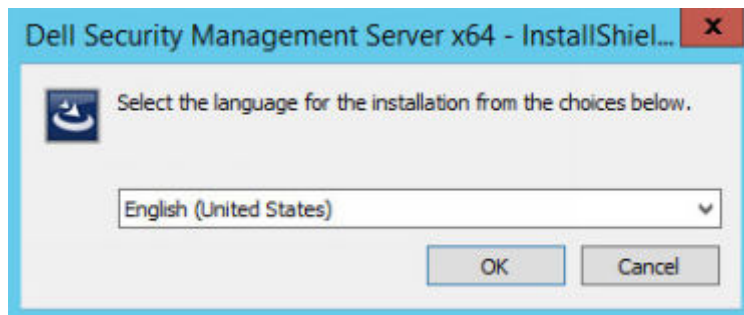 Dell Security Management Server x64 - InstallShiel...
x
Select the language for the installation from the choices below.
English (United States)
OK
Cancel